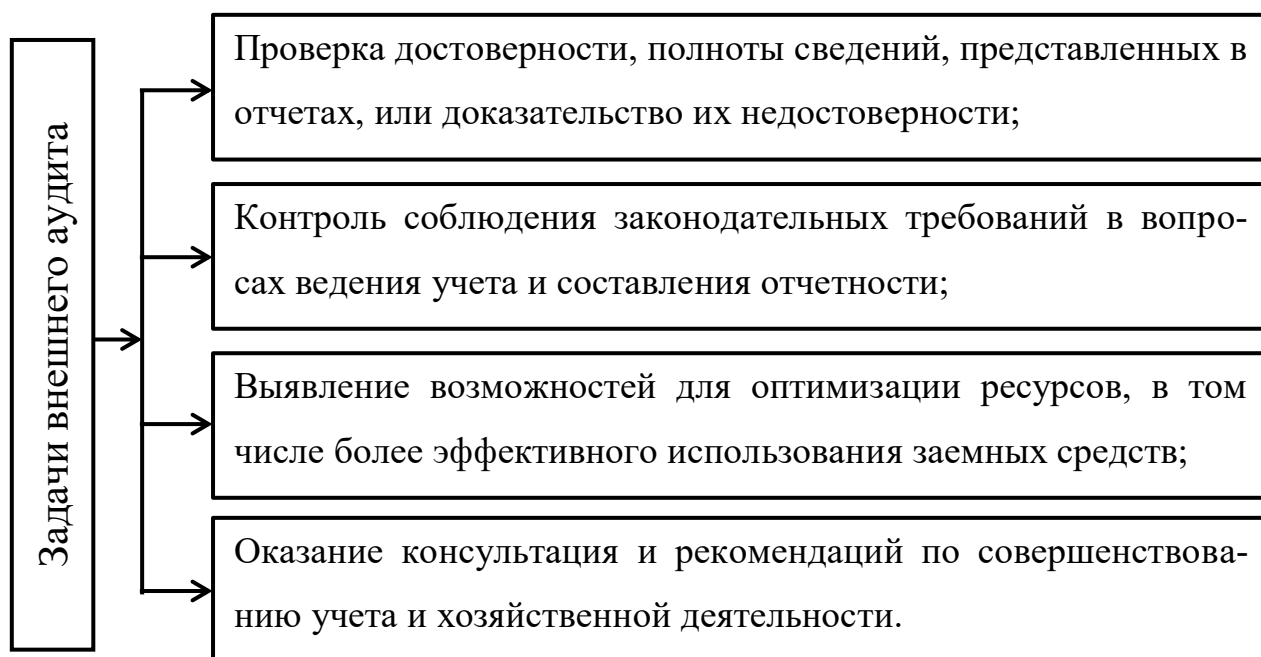 Задачи внешнего аудита
Проверка достоверности, полноты сведений, представленных в
отчетах, или доказательство их недостоверности;
Контроль соблюдения законодательных требований в вопро-
сах ведения учета и составления отчетности;
Выявление возможностей для оптимизации ресурсов, в том
числе более эффективного использования заемных средств;
Оказание консультация и рекомендаций по совершенствова-
нию учета и хозяйственной деятельности.